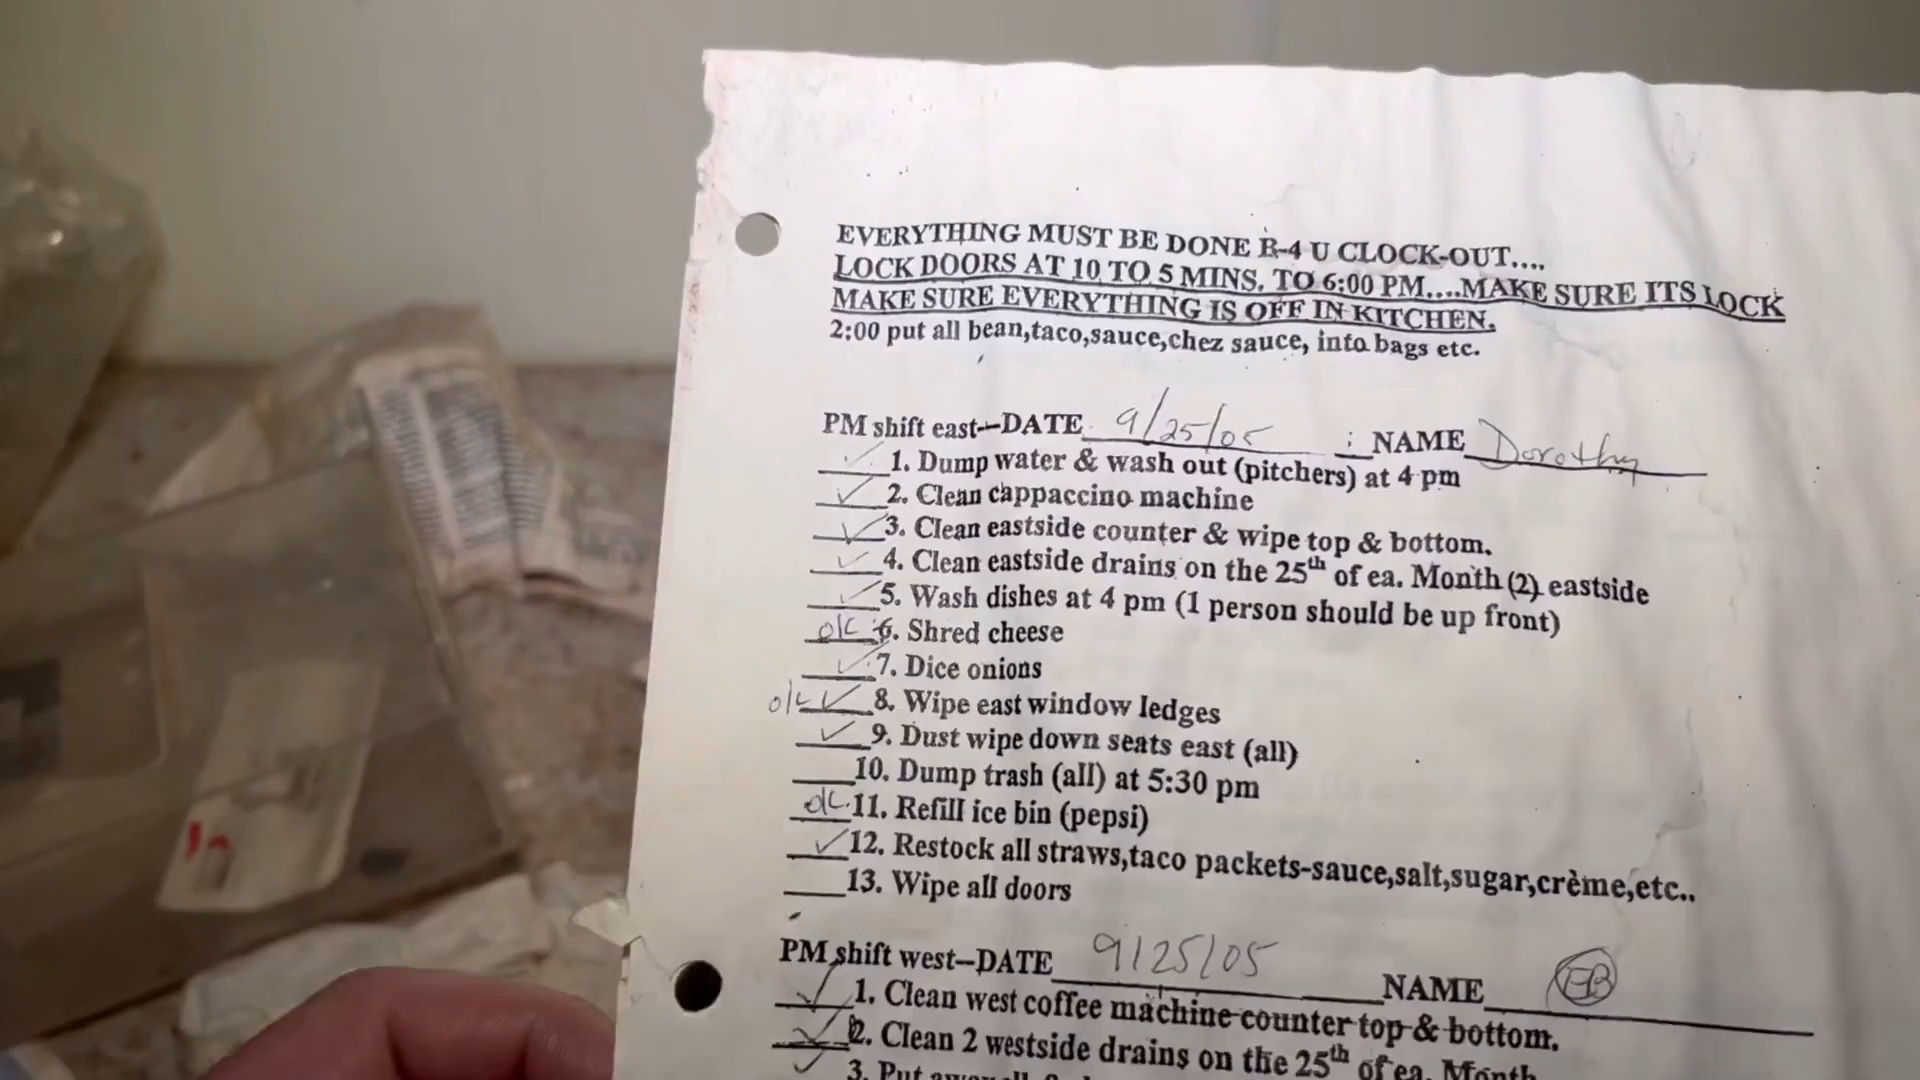 EVERYTHING MUST BE DONE B-4 U CLOCK-OUT....
LOCK DOORS AT 10 TO 5 MINS. TO 6:00 PM....MAKE SURE ITS LOCK
MAKE SURE EVERYTHING IS OFF IN KITCHEN.
2:00 put all bean,taco,sauce,chez sauce, into bags etc.
PM shift east--DATE 9/25/05 NAME Dorothy
✓ 1. Dump water & wash out (pitchers) at 4 pm
✓ 2. Clean cappaccino machine
✓ 3. Clean eastside counter & wipe top & bottom.
✓ 4. Clean eastside drains on the 25th of ea. Month (2) eastside
✓ 5. Wash dishes at 4 pm (1 person should be up front)
o/c 6. Shred cheese
✓ 7. Dice onions
o/c ✓ 8. Wipe east window ledges
✓ 9. Dust wipe down seats east (all)
10. Dump trash (all) at 5:30 pm
o/c 11. Refill ice bin (pepsi)
✓ 12. Restock all straws,taco packets-sauce,salt,sugar,crème,etc..
13. Wipe all doors
PM shift west--DATE 9/25/05 NAME EB
✓ 1. Clean west coffee machine counter top & bottom.
✓ 2. Clean 2 westside drains on the 25th of ea. Month
✓ 3. Put